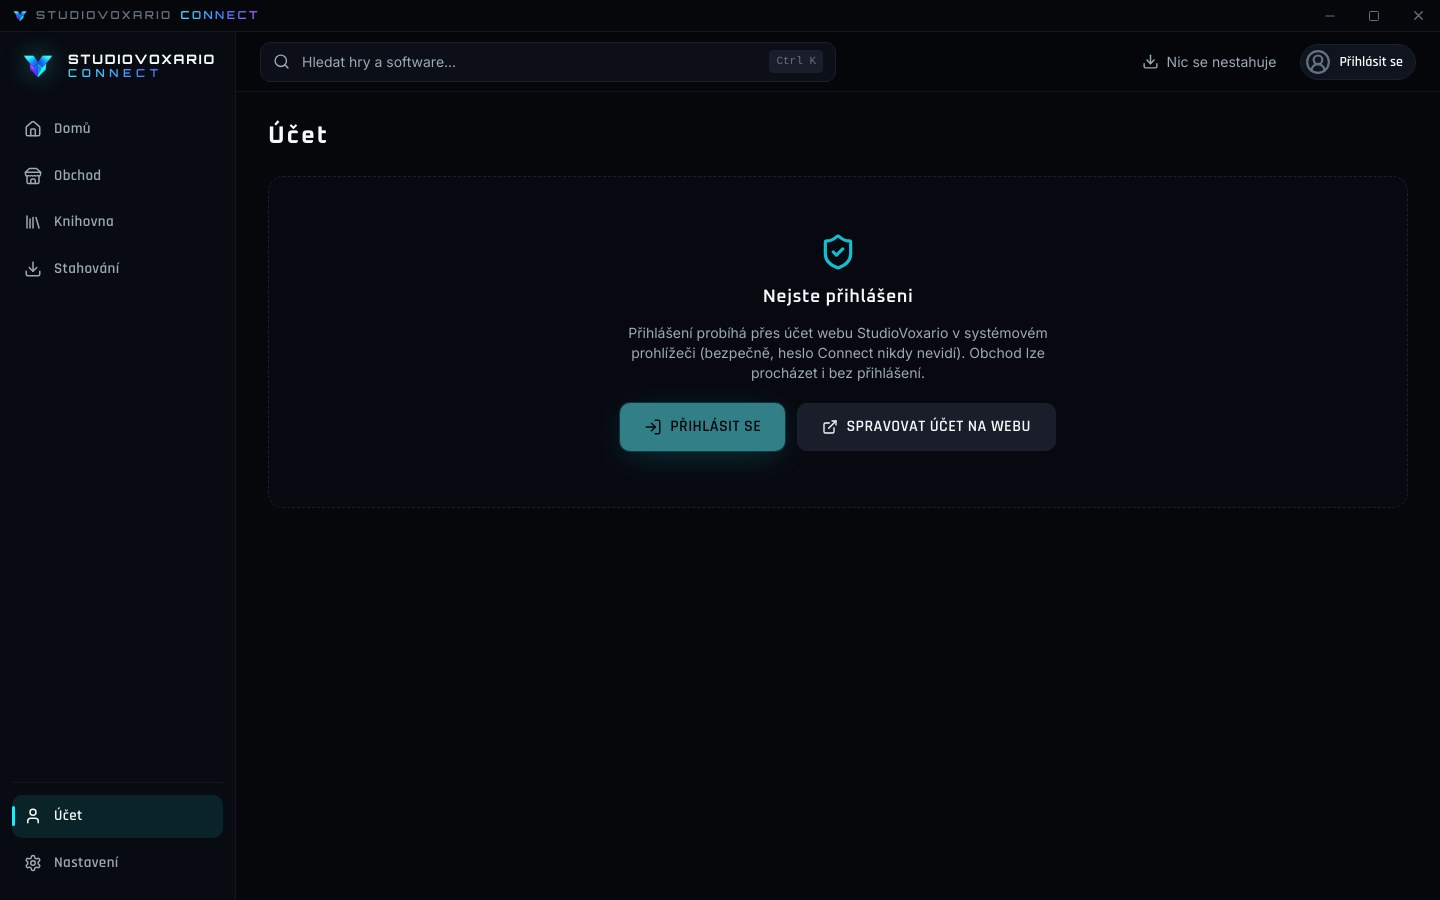 STUDIOVOXARIO CONNECT
STUDIOVOXARIO
CONNECT
Hledat hry a software...
Ctrl K
Nic se nestahuje
Přihlásit se
Domů
Obchod
Knihovna
Stahování
Účet
Nejste přihlášeni
Přihlášení probíhá přes účet webu StudioVoxario v systémovém
prohlížeči (bezpečně, heslo Connect nikdy nevidí). Obchod lze
procházet i bez přihlášení.
PŘIHLÁSIT SE
SPRAVOVAT ÚČET NA WEBU
Účet
Nastavení